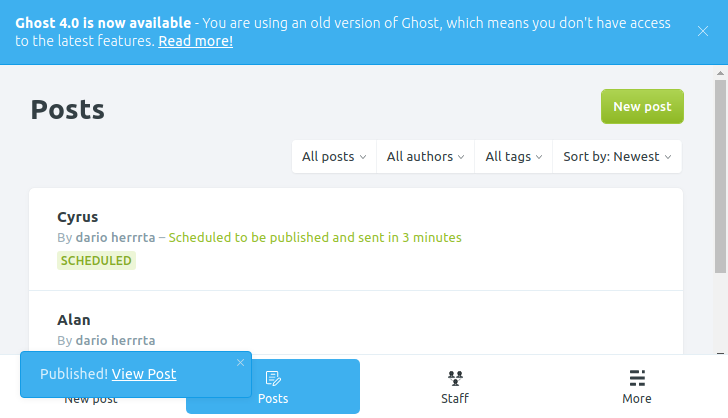 Ghost 4.0 is now available - You are using an old version of Ghost, which means you don't have access
to the latest features. Read more!
Posts
New post
All posts
All authors
All tags
Sort by: Newest
Cyrus
By dario herrrta – Scheduled to be published and sent in 3 minutes
SCHEDULED
Alan
By dario herrrta
Published! View Post
New post
Posts
Staff
More